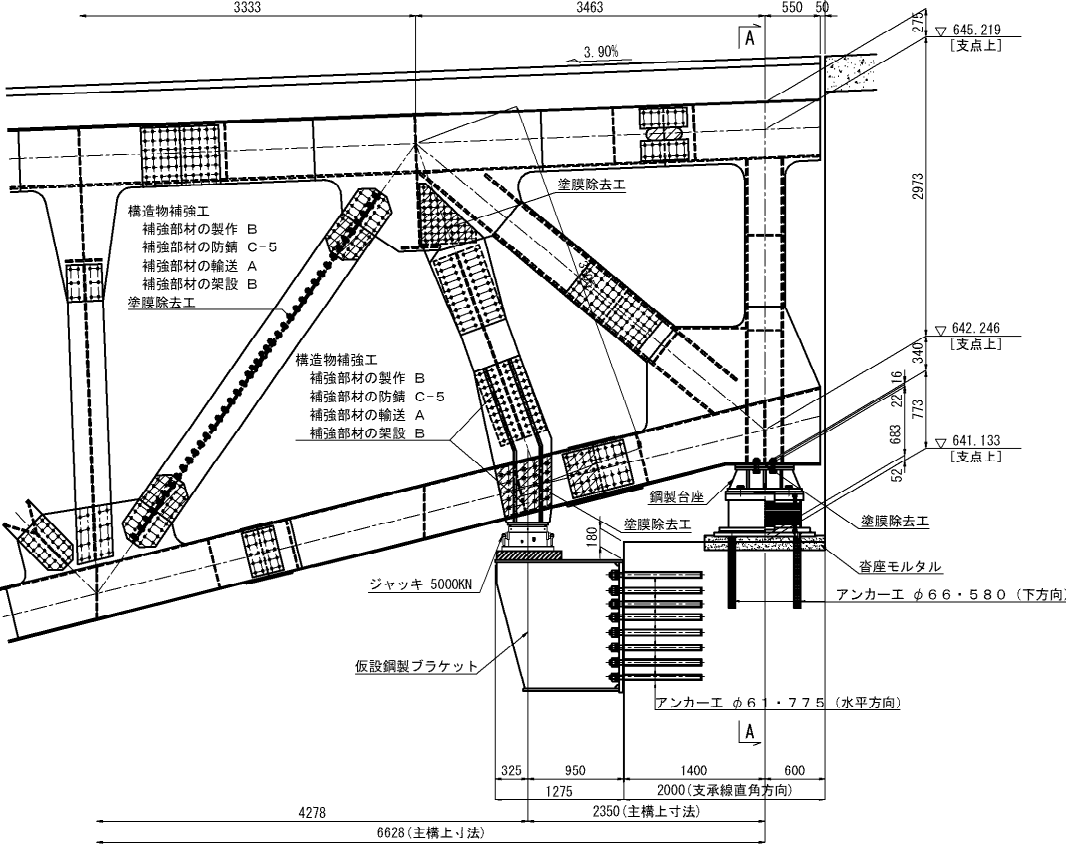 3333
3463
550
50
275
A
645.219
[支点上]
3.90%
2973
塗膜除去工
構造物補強工
補強部材の製作 B
補強部材の防錆 C-5
補強部材の輸送 A
補強部材の架設 B
塗膜除去工
642.246
[支点上]
340
構造物補強工
補強部材の製作 B
補強部材の防錆 C-5
補強部材の輸送 A
補強部材の架設 B
22
16
773
683
52
641.133
[支点上]
鋼製台座
塗膜除去工
塗膜除去工
180
沓座モルタル
ジャッキ 5000KN
アンカー工 φ66・580(下方向)
仮設鋼製ブラケット
アンカー工 φ61・775(水平方向)
A
325
950
1400
600
1275
2000(支承線直角方向)
4278
2350(主構上寸法)
6628(主構上寸法)